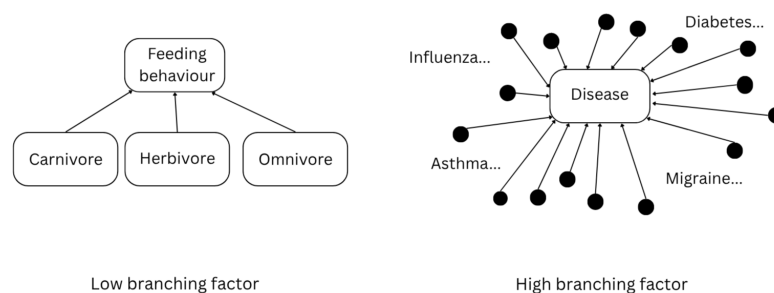 Feeding
behaviour
Carnivore
Herbivore
Omnivore
Low branching factor
Diabetes...
Influenza...
Disease
Asthma...
Migraine...
High branching factor